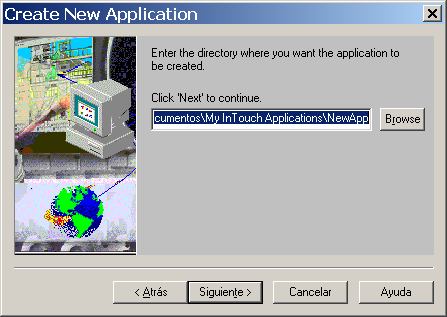 Create New Application
Enter the directory where you want the application to
be created.
Click 'Next' to continue.
cumentos\My InTouch Applications\NewApp
Browse
< Atrás
Siguiente >
Cancelar
Ayuda